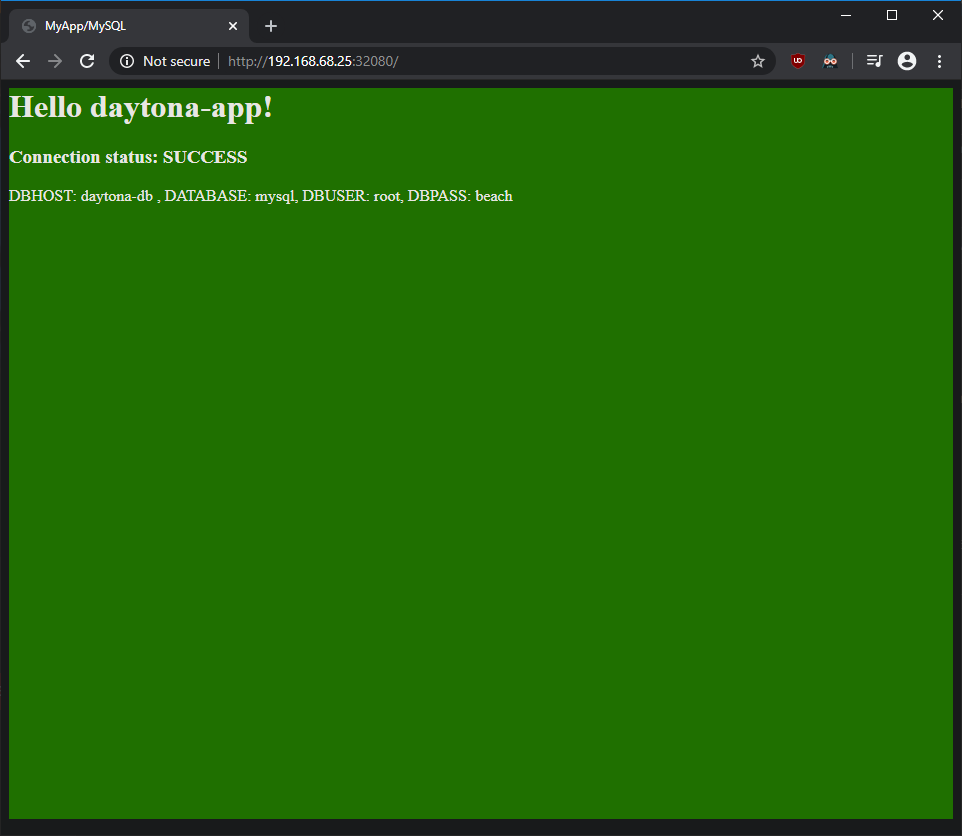 MyApp/MySQL
Not secure http://192.168.68.25:32080/
Hello daytona-app!
Connection status: SUCCESS
DBHOST: daytona-db , DATABASE: mysql, DBUSER: root, DBPASS: beach